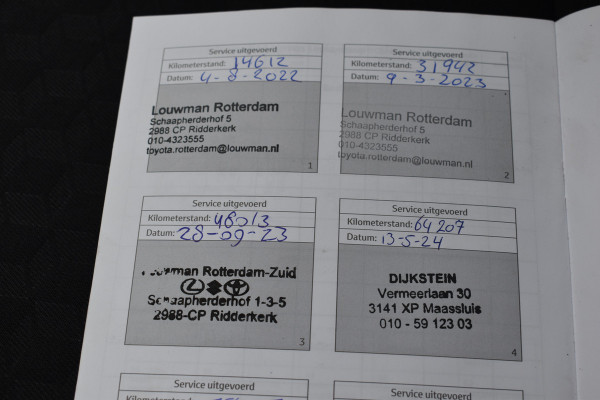 Service uitgevoerd
Kilometerstand: 14612
Datum: 4-8-2022
Louwman Rotterdam
Schaapherderhof 5
2988 CP Ridderkerk
010-4323555
toyota.rotterdam@louwman.nl
1
Service uitgevoerd
Kilometerstand: 31942
Datum: 9-3-2023
Louwman Rotterdam
Schaapherderhof 5
2988 CP Ridderkerk
010-4323555
toyota.rotterdam@louwman.nl
2
Service uitgevoerd
Kilometerstand: 48013
Datum: 28-09-23
Louwman Rotterdam-Zuid
Schaapherderhof 1-3-5
2988-CP Ridderkerk
3
Service uitgevoerd
Kilometerstand: 64207
Datum: 13-5-24
DIJKSTEIN
Vermeerlaan 30
3141 XP Maassluis
010 - 59 123 03
4
Service uitgevoerd
Kilometerstand:
Service uitgevoerd